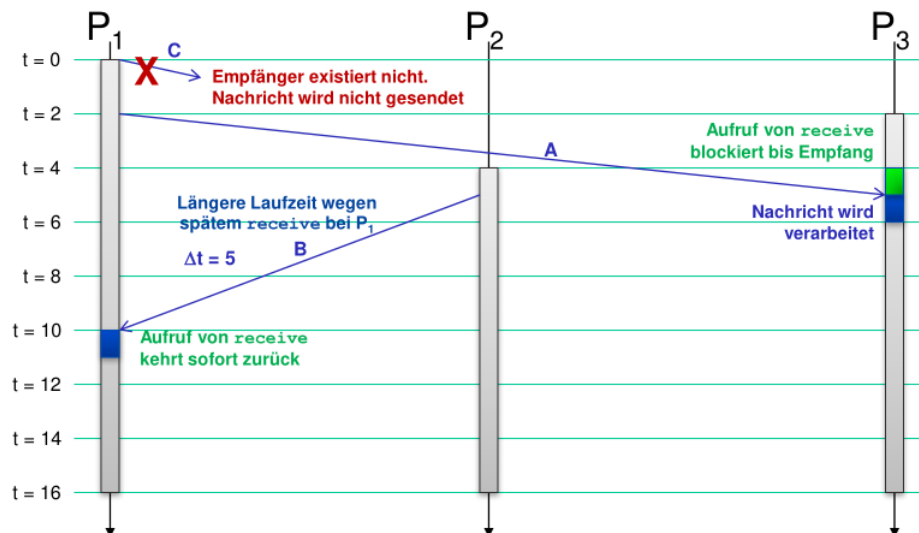 P1 P2 P3
t = 0
C
Empfänger existiert nicht.
Nachricht wird nicht gesendet
t = 2
A
Aufruf von receive
blockiert bis Empfang
t = 4
Längere Laufzeit wegen
spätem receive bei P1
Nachricht wird
verarbeitet
t = 6
B
Δt = 5
t = 8
t = 10
Aufruf von receive
kehrt sofort zurück
t = 12
t = 14
t = 16